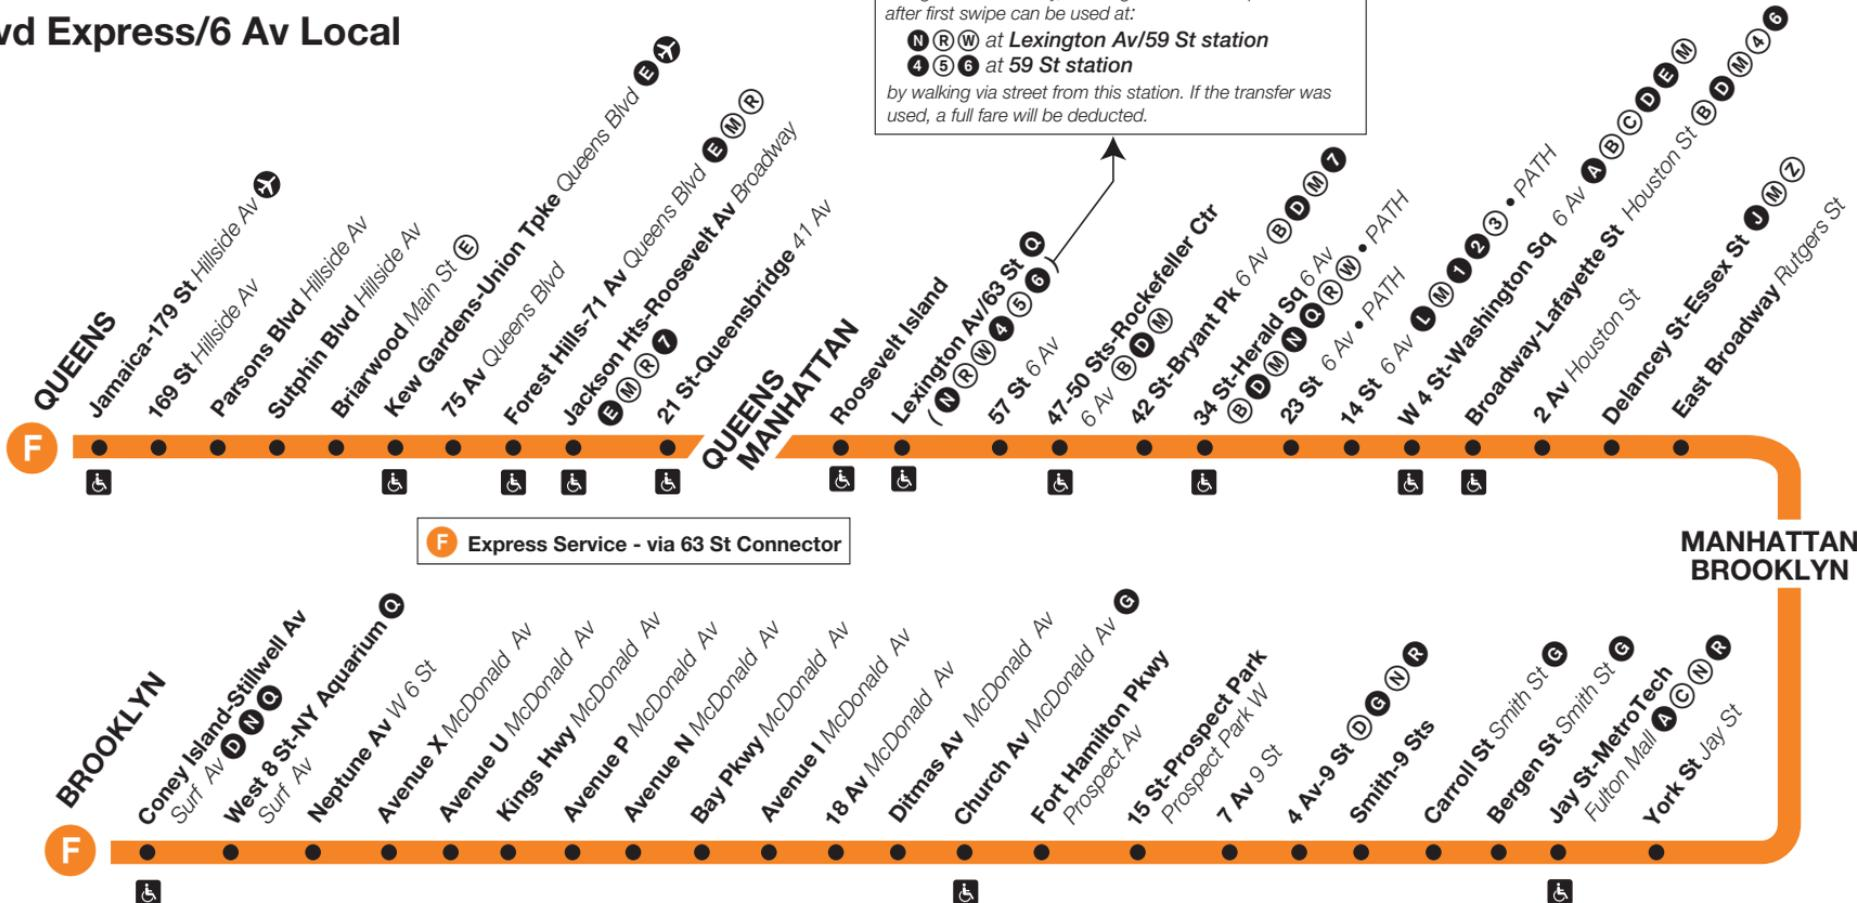 vd Express/6 Av Local
after first swipe can be used at:
N R W at Lexington Av/59 St station
4 5 6 at 59 St station
by walking via street from this station. If the transfer was
used, a full fare will be deducted.
QUEENS
Jamaica-179 St Hillside Av
169 St Hillside Av
Parsons Blvd Hillside Av
Sutphin Blvd Hillside Av
Briarwood Main St E
Kew Gardens-Union Tpke Queens Blvd E
75 Av Queens Blvd
Forest Hills-71 Av Queens Blvd E M R
Jackson Hts-Roosevelt Av Broadway
E M R 7
21 St-Queensbridge 41 Av
QUEENS
MANHATTAN
Roosevelt Island
Lexington Av/63 St Q
(N R W 4 5 6)
57 St 6 Av
47-50 Sts-Rockefeller Ctr
6 Av B D M
42 St-Bryant Pk 6 Av B D M 7
34 St-Herald Sq 6 Av
B D M N Q R W • PATH
23 St 6 Av • PATH
14 St 6 Av L M 1 2 3 • PATH
W 4 St-Washington Sq 6 Av A B C D E M
Broadway-Lafayette St Houston St B D M 4 6
2 Av Houston St
Delancey St-Essex St J M Z
East Broadway Rutgers St
F
F Express Service - via 63 St Connector
MANHATTAN
BROOKLYN
BROOKLYN
Coney Island-Stillwell Av
Surf Av D N Q
West 8 St-NY Aquarium Q
Surf Av
Neptune Av W 6 St
Avenue X McDonald Av
Avenue U McDonald Av
Kings Hwy McDonald Av
Avenue P McDonald Av
Avenue N McDonald Av
Bay Pkwy McDonald Av
Avenue I McDonald Av
18 Av McDonald Av
Ditmas Av McDonald Av
Church Av McDonald Av G
Fort Hamilton Pkwy
Prospect Av
15 St-Prospect Park
Prospect Park W
7 Av 9 St
4 Av-9 St D G N R
Smith-9 Sts
Carroll St Smith St G
Bergen St Smith St G
Jay St-MetroTech
Fulton Mall A C N R
York St Jay St
F